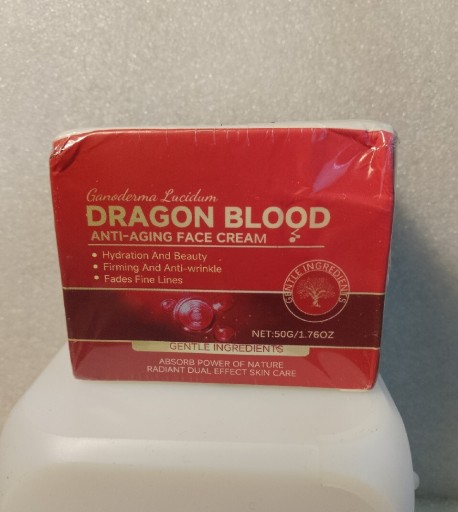 Ganoderma Lucidum
DRAGON BLOOD
ANTI-AGING FACE CREAM
• Hydration And Beauty
• Firming And Anti-wrinkle
• Fades Fine Lines
GENTLE INGREDIENTS
NET:50G/1.76OZ
GENTLE INGREDIENTS
ABSORB POWER OF NATURE
RADIANT DUAL EFFECT SKIN CARE